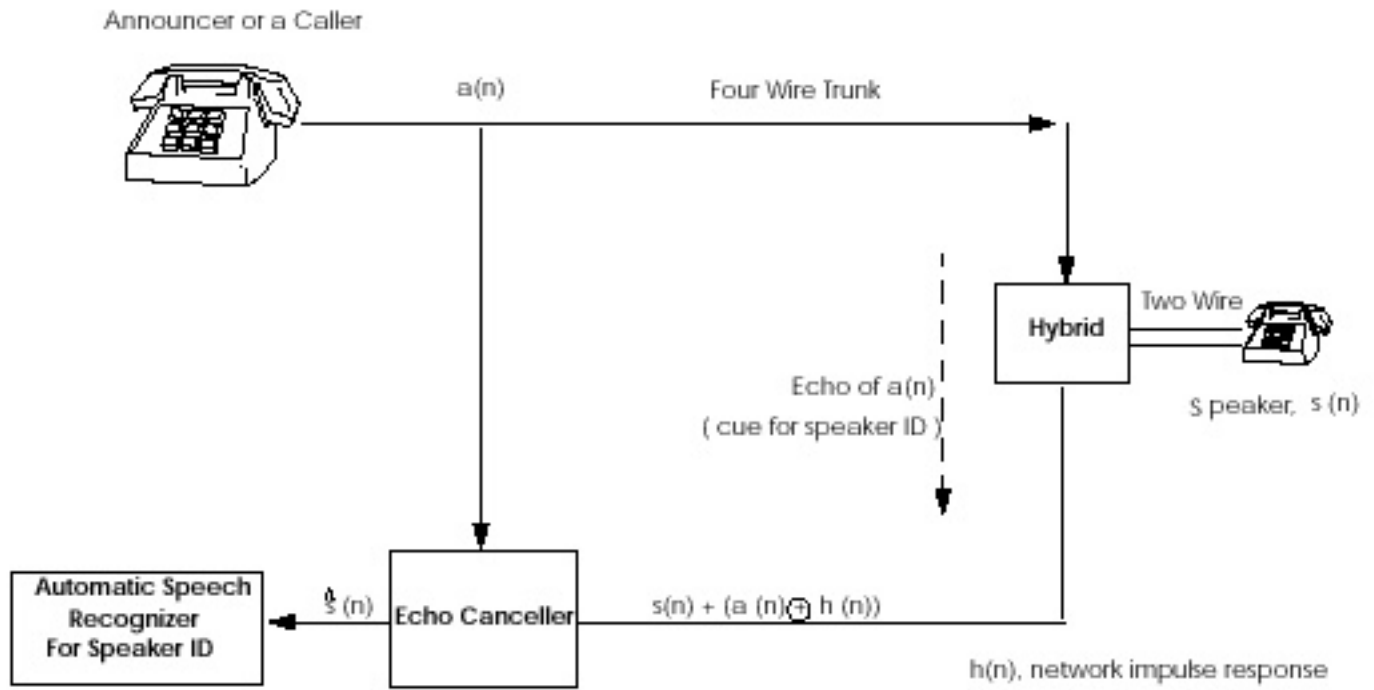 Announcer or a Caller
a(n)
Four Wire Trunk
Hybrid
Two Wire
Echo of a(n)
( cue for speaker ID )
S peaker, s (n)
Automatic Speech
Recognizer
For Speaker ID
ŝ (n)
Echo Canceller
s(n) + (a (n) ⊕ h (n))
h(n), network impulse response